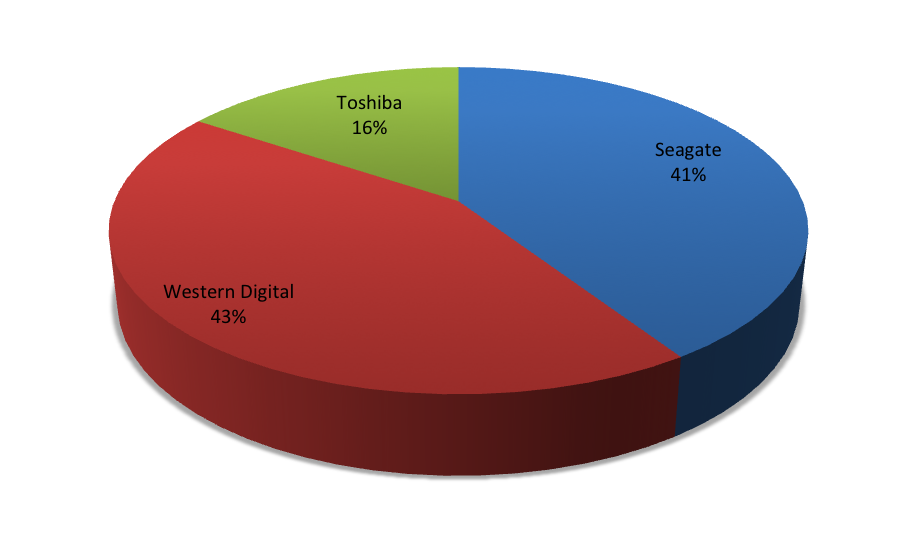 Toshiba
16%
Seagate
41%
Western Digital
43%